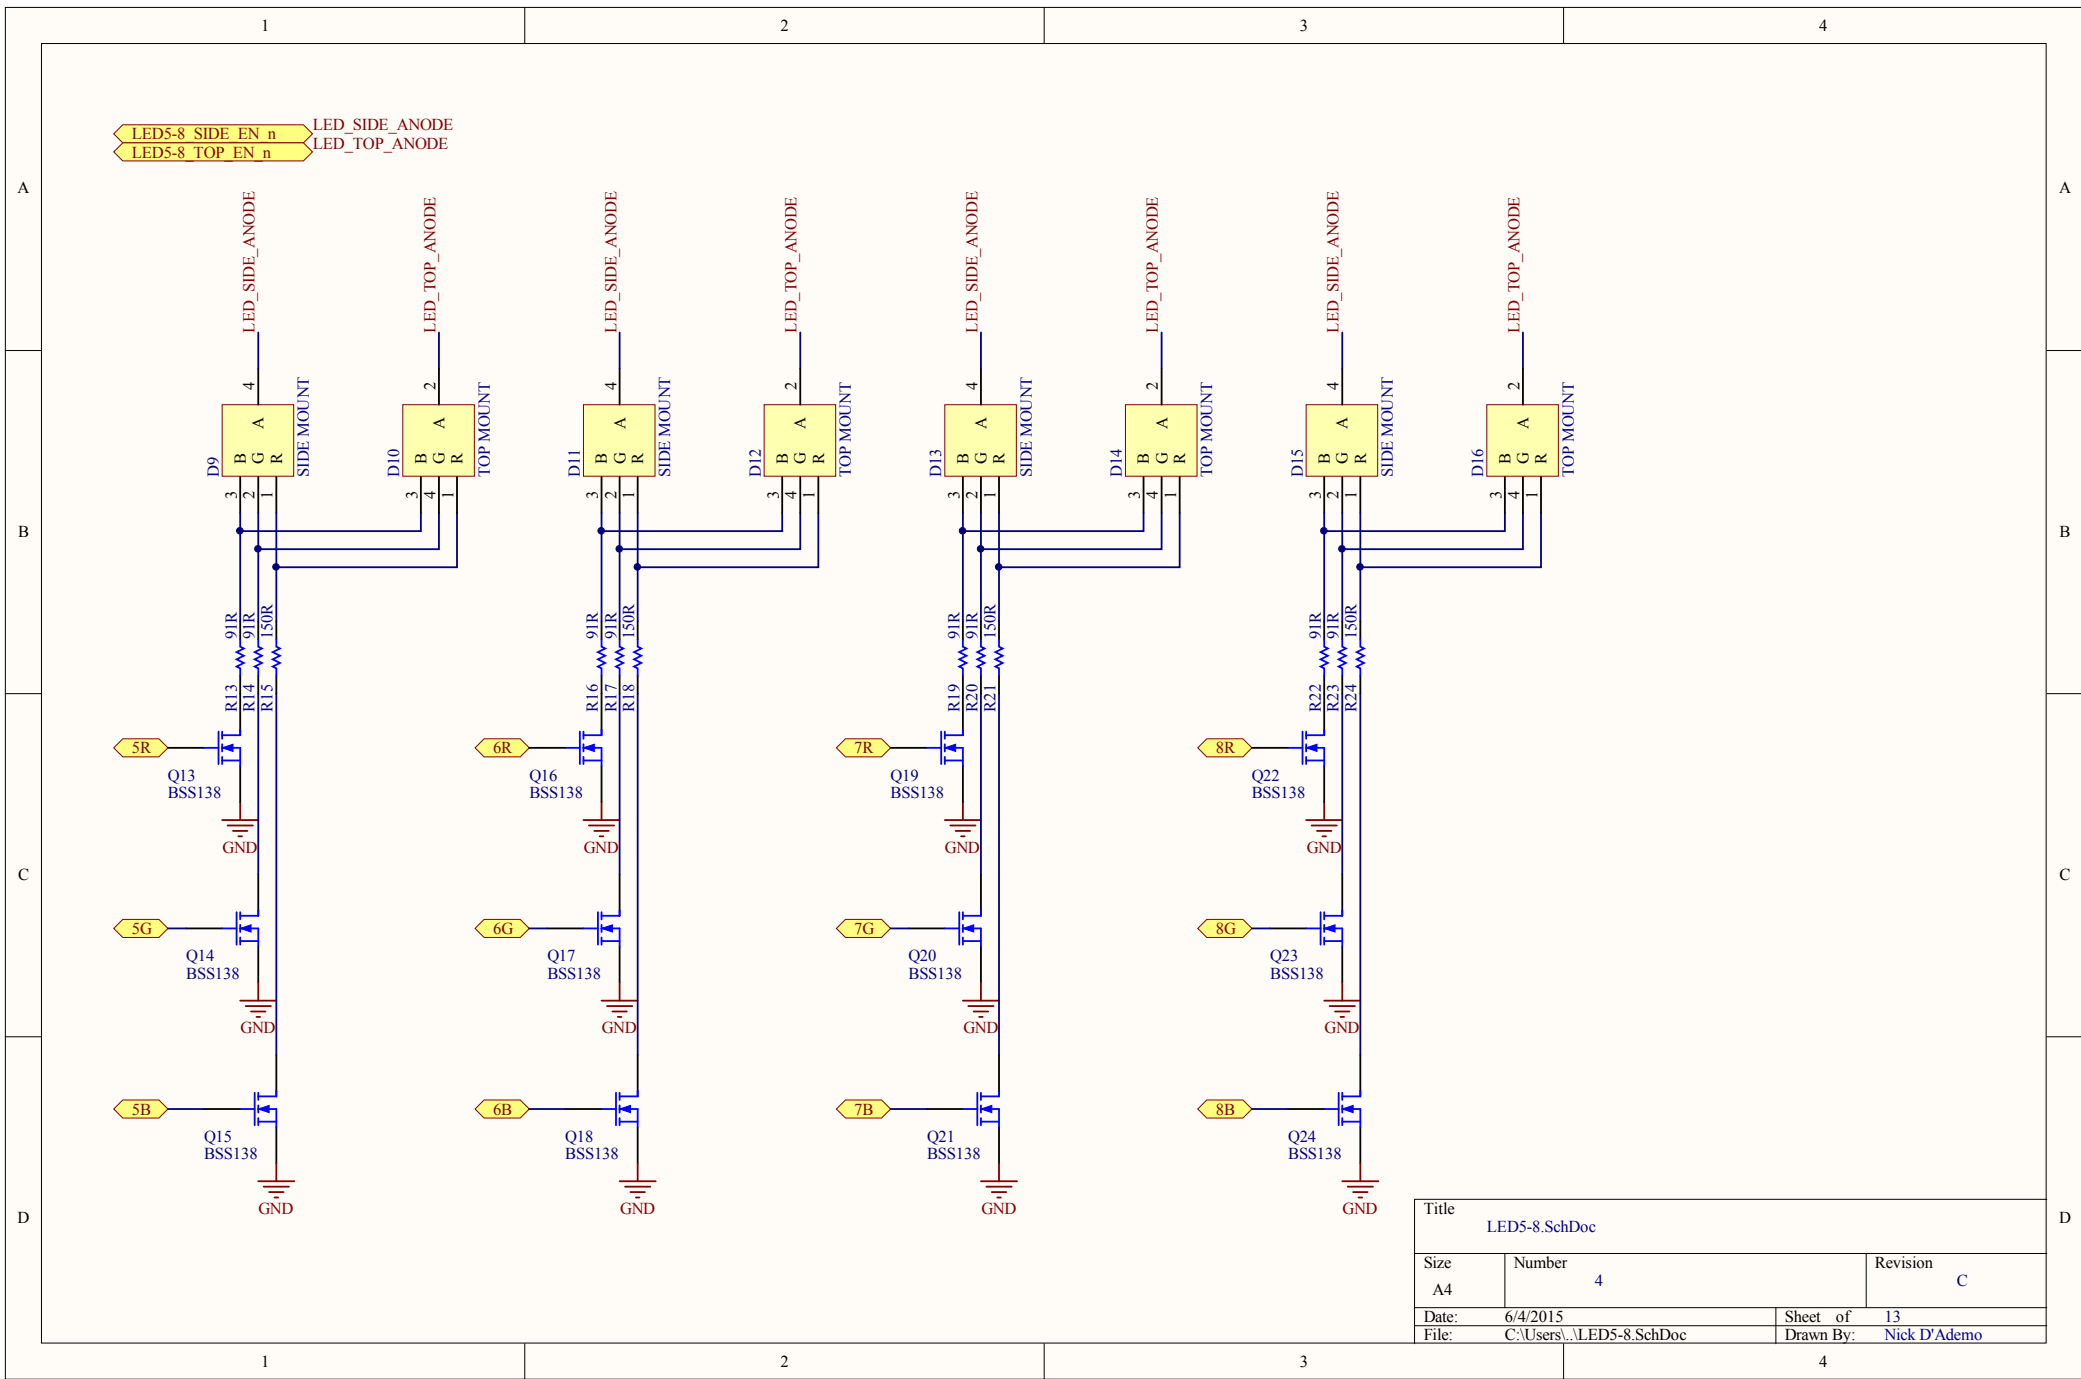 1 2 3 4
LED5-8_SIDE_EN_n LED_SIDE_ANODE
LED5-8_TOP_EN_n LED_TOP_ANODE
A A
LED_SIDE_ANODE LED_TOP_ANODE LED_SIDE_ANODE LED_TOP_ANODE LED_SIDE_ANODE LED_TOP_ANODE LED_SIDE_ANODE LED_TOP_ANODE
4 2 4 2 4 2 4 2
A A A A A A A A
D9 B G R SIDE MOUNT D10 B G R TOP MOUNT D11 B G R SIDE MOUNT D12 B G R TOP MOUNT D13 B G R SIDE MOUNT D14 B G R TOP MOUNT D15 B G R SIDE MOUNT D16 B G R TOP MOUNT
3 2 1 3 4 1 3 2 1 3 4 1 3 2 1 3 4 1 3 2 1 3 4 1
B B
91R 91R 150R 91R 91R 150R 91R 91R 150R 91R 91R 150R
R13 R14 R15 R16 R17 R18 R19 R20 R21 R22 R23 R24
5R 6R 7R 8R
Q13 Q16 Q19 Q22
BSS138 BSS138 BSS138 BSS138
GND GND GND GND
C C
5G 6G 7G 8G
Q14 Q17 Q20 Q23
BSS138 BSS138 BSS138 BSS138
GND GND GND GND
5B 6B 7B 8B
Q15 Q18 Q21 Q24
BSS138 BSS138 BSS138 BSS138
GND GND GND GND
D D
Title
LED5-8.SchDoc
Size Number Revision
A4 4 C
Date: 6/4/2015 Sheet of 13
File: C:\Users\..\LED5-8.SchDoc Drawn By: Nick D'Ademo
1 2 3 4